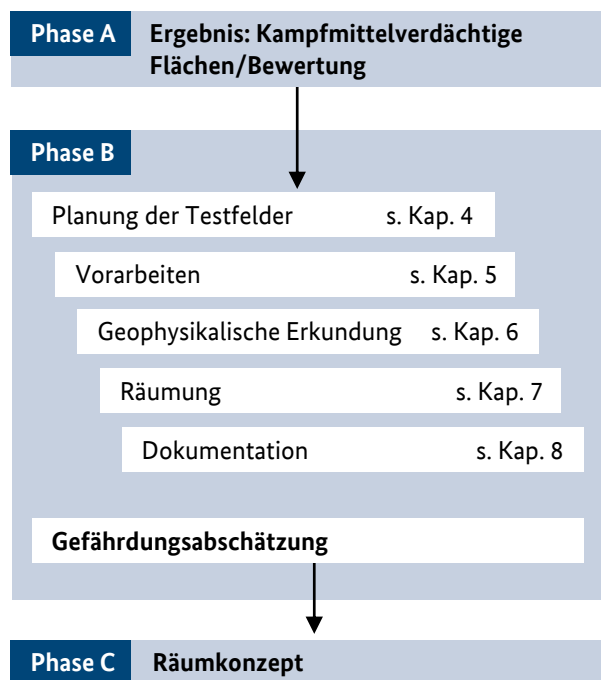 Phase A Ergebnis: Kampfmittelverdächtige
Flächen/Bewertung
Phase B
Planung der Testfelder s. Kap. 4
Vorarbeiten s. Kap. 5
Geophysikalische Erkundung s. Kap. 6
Räumung s. Kap. 7
Dokumentation s. Kap. 8
Gefährdungsabschätzung
Phase C Räumkonzept